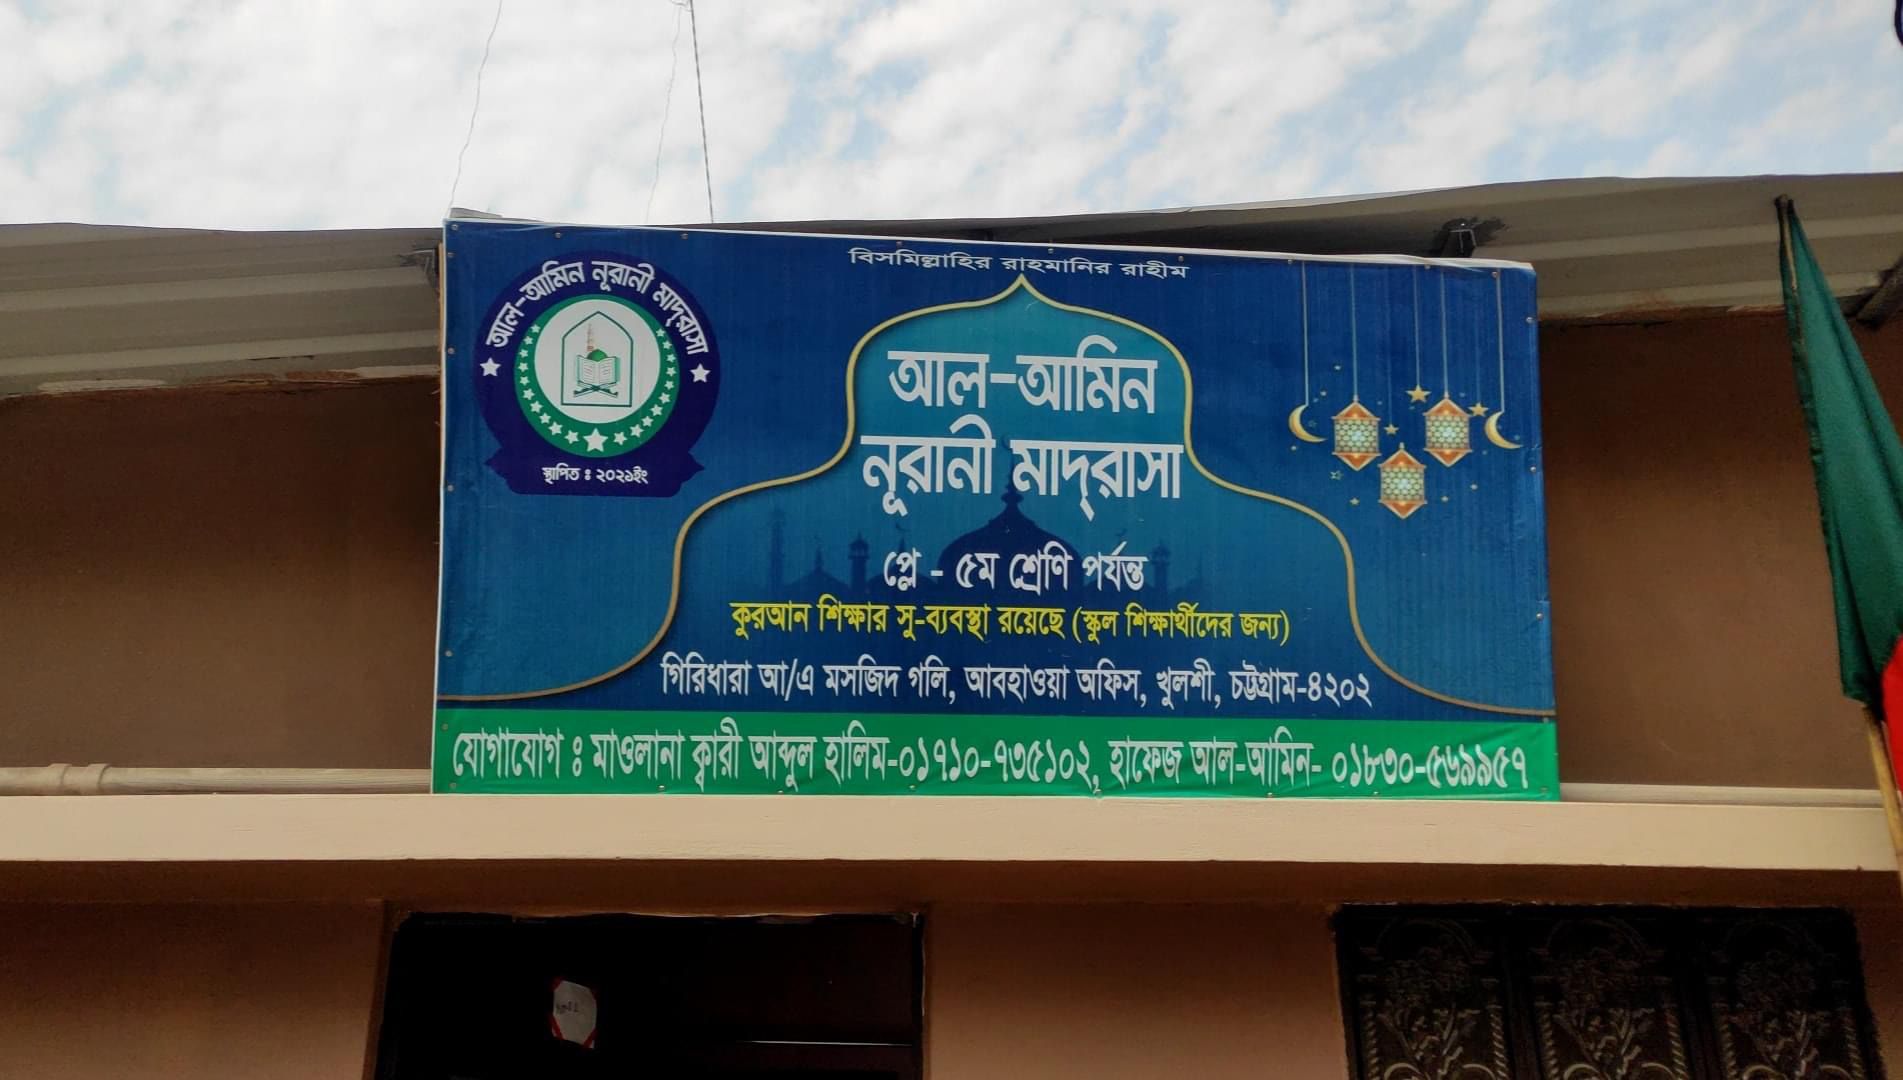 বিসমিল্লাহির রাহমানির রাহীম
আল-আমিন নূরানী মাদ্‌রাসা
স্থাপিত ঃ ২০২১ইং
আল-আমিন
নূরানী মাদ্‌রাসা
প্লে - ৫ম শ্রেণি পর্যন্ত
কুরআন শিক্ষার সু-ব্যবস্থা রয়েছে (স্কুল শিক্ষার্থীদের জন্য)
গিরিধারা আ/এ মসজিদ গলি, আবহাওয়া অফিস, খুলশী, চট্টগ্রাম-৪২০২
যোগাযোগ ঃ মাওলানা ক্বারী আব্দুল হালিম-০১৭১০-৭৩৫১০২, হাফেজ আল-আমিন- ০১৮৩০-৫৬৯৯৫৭